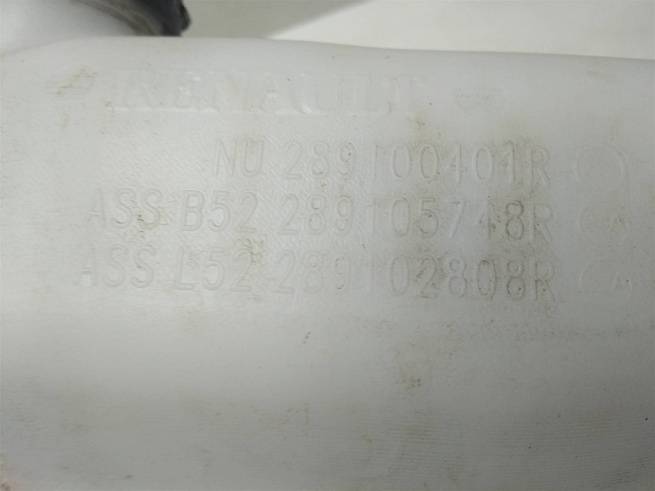 RENAULT
NU 289100401R
ASS B52 289105748R
ASS L52 289102808R